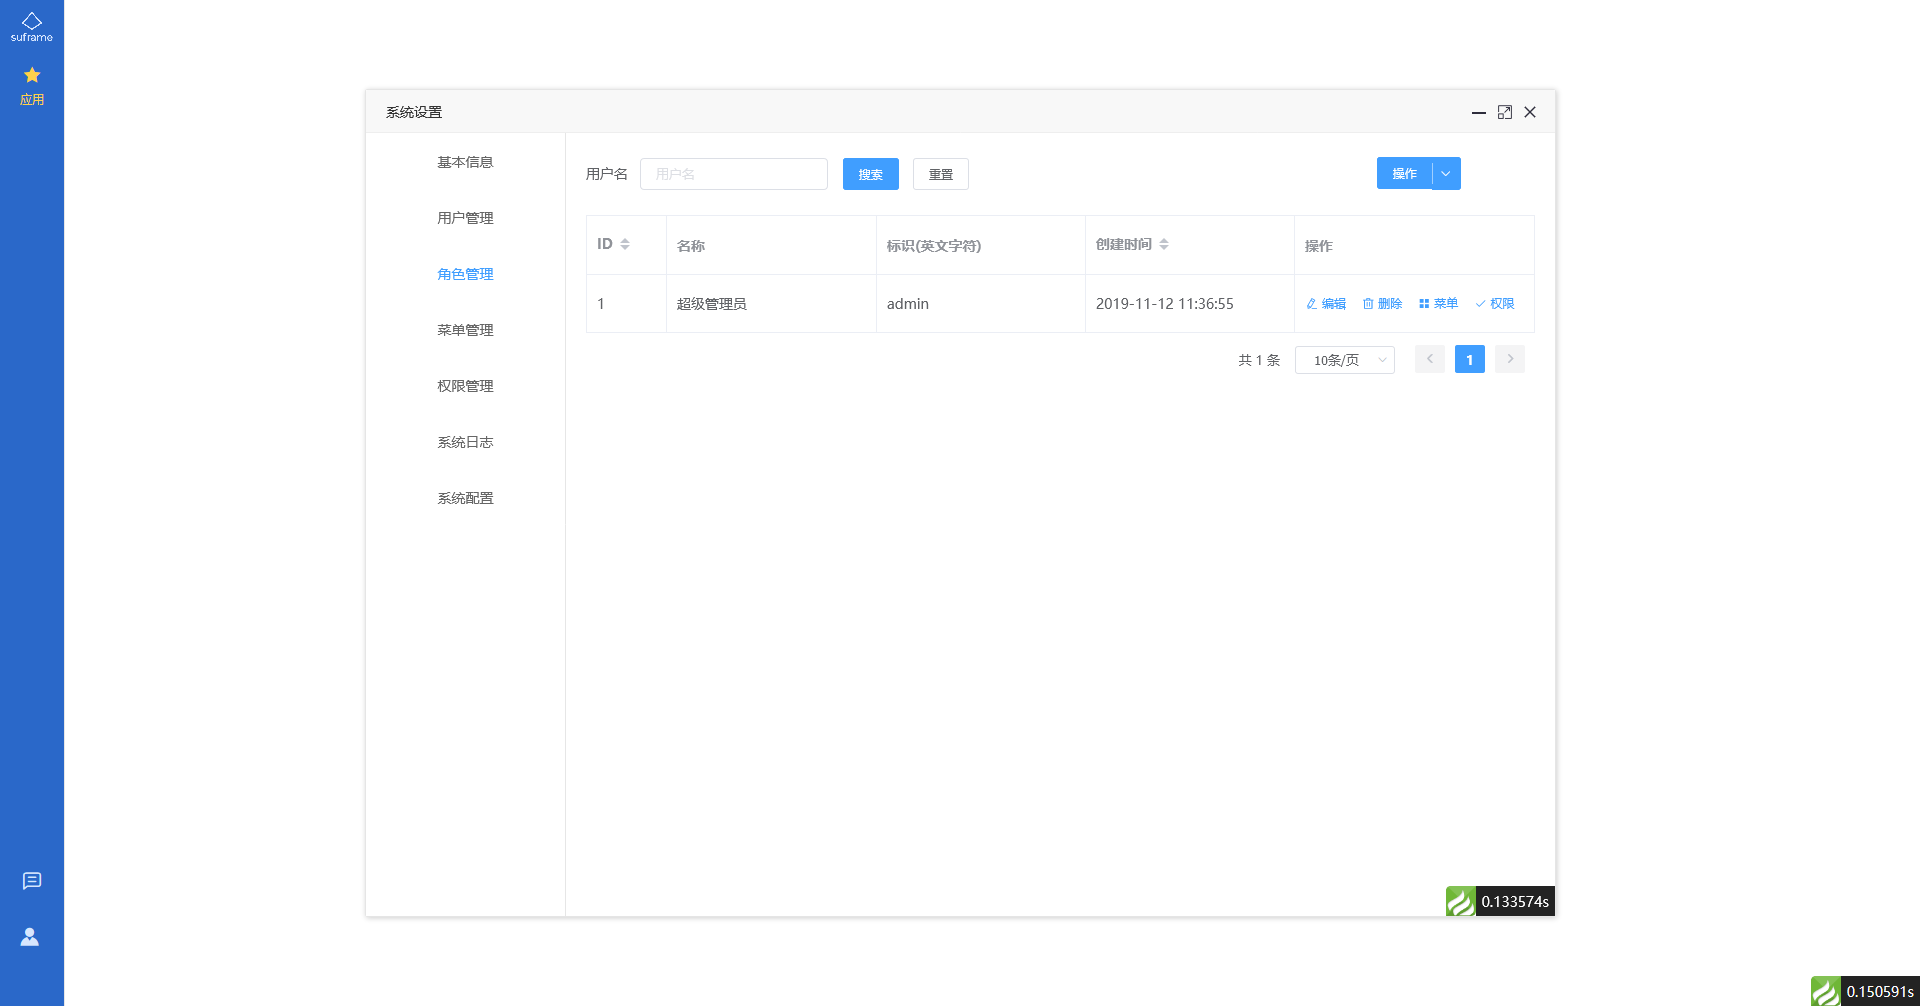 suframe
应用
系统设置
基本信息
用户管理
角色管理
菜单管理
权限管理
系统日志
系统配置
用户名 用户名 搜索 重置 操作
ID 名称 标识(英文字符) 创建时间 操作
1 超级管理员 admin 2019-11-12 11:36:55 编辑 删除 菜单 权限
共 1 条 10条/页 1
0.133574s
0.150591s